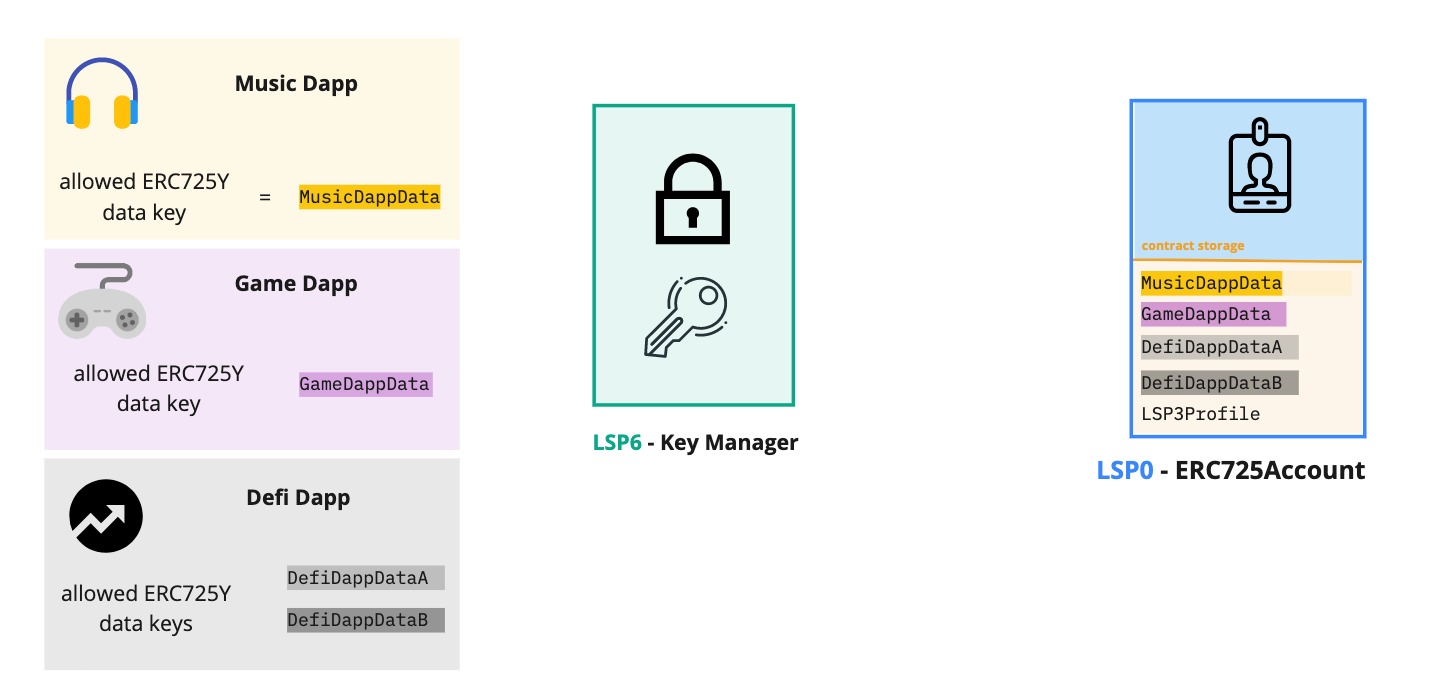 Music Dapp
allowed ERC725Y
data key
=
MusicDappData
Game Dapp
allowed ERC725Y
data key
GameDappData
Defi Dapp
allowed ERC725Y
data keys
DefiDappDataA
DefiDappDataB
LSP6 - Key Manager
contract storage
MusicDappData
GameDappData
DefiDappDataA
DefiDappDataB
LSP3Profile
LSP0 - ERC725Account